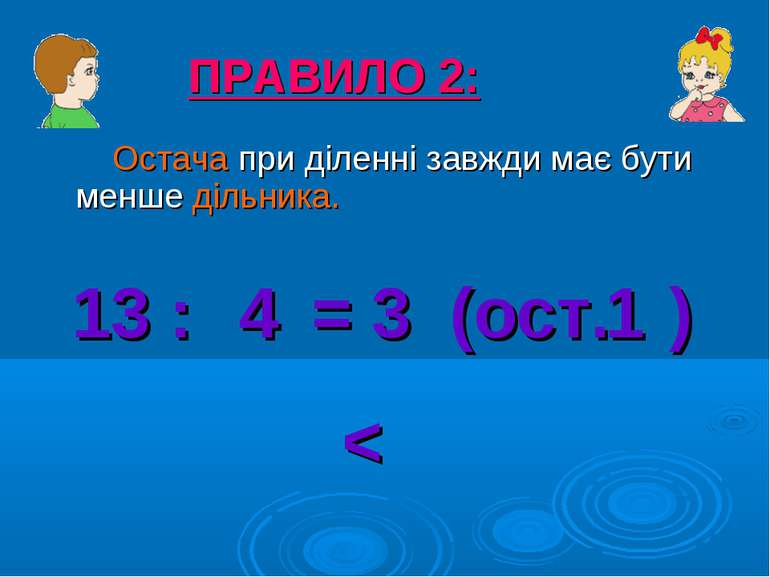 ПРАВИЛО 2:
Остача при діленні завжди має бути
менше дільника.
13 : 4 = 3 (ост.1 )
<